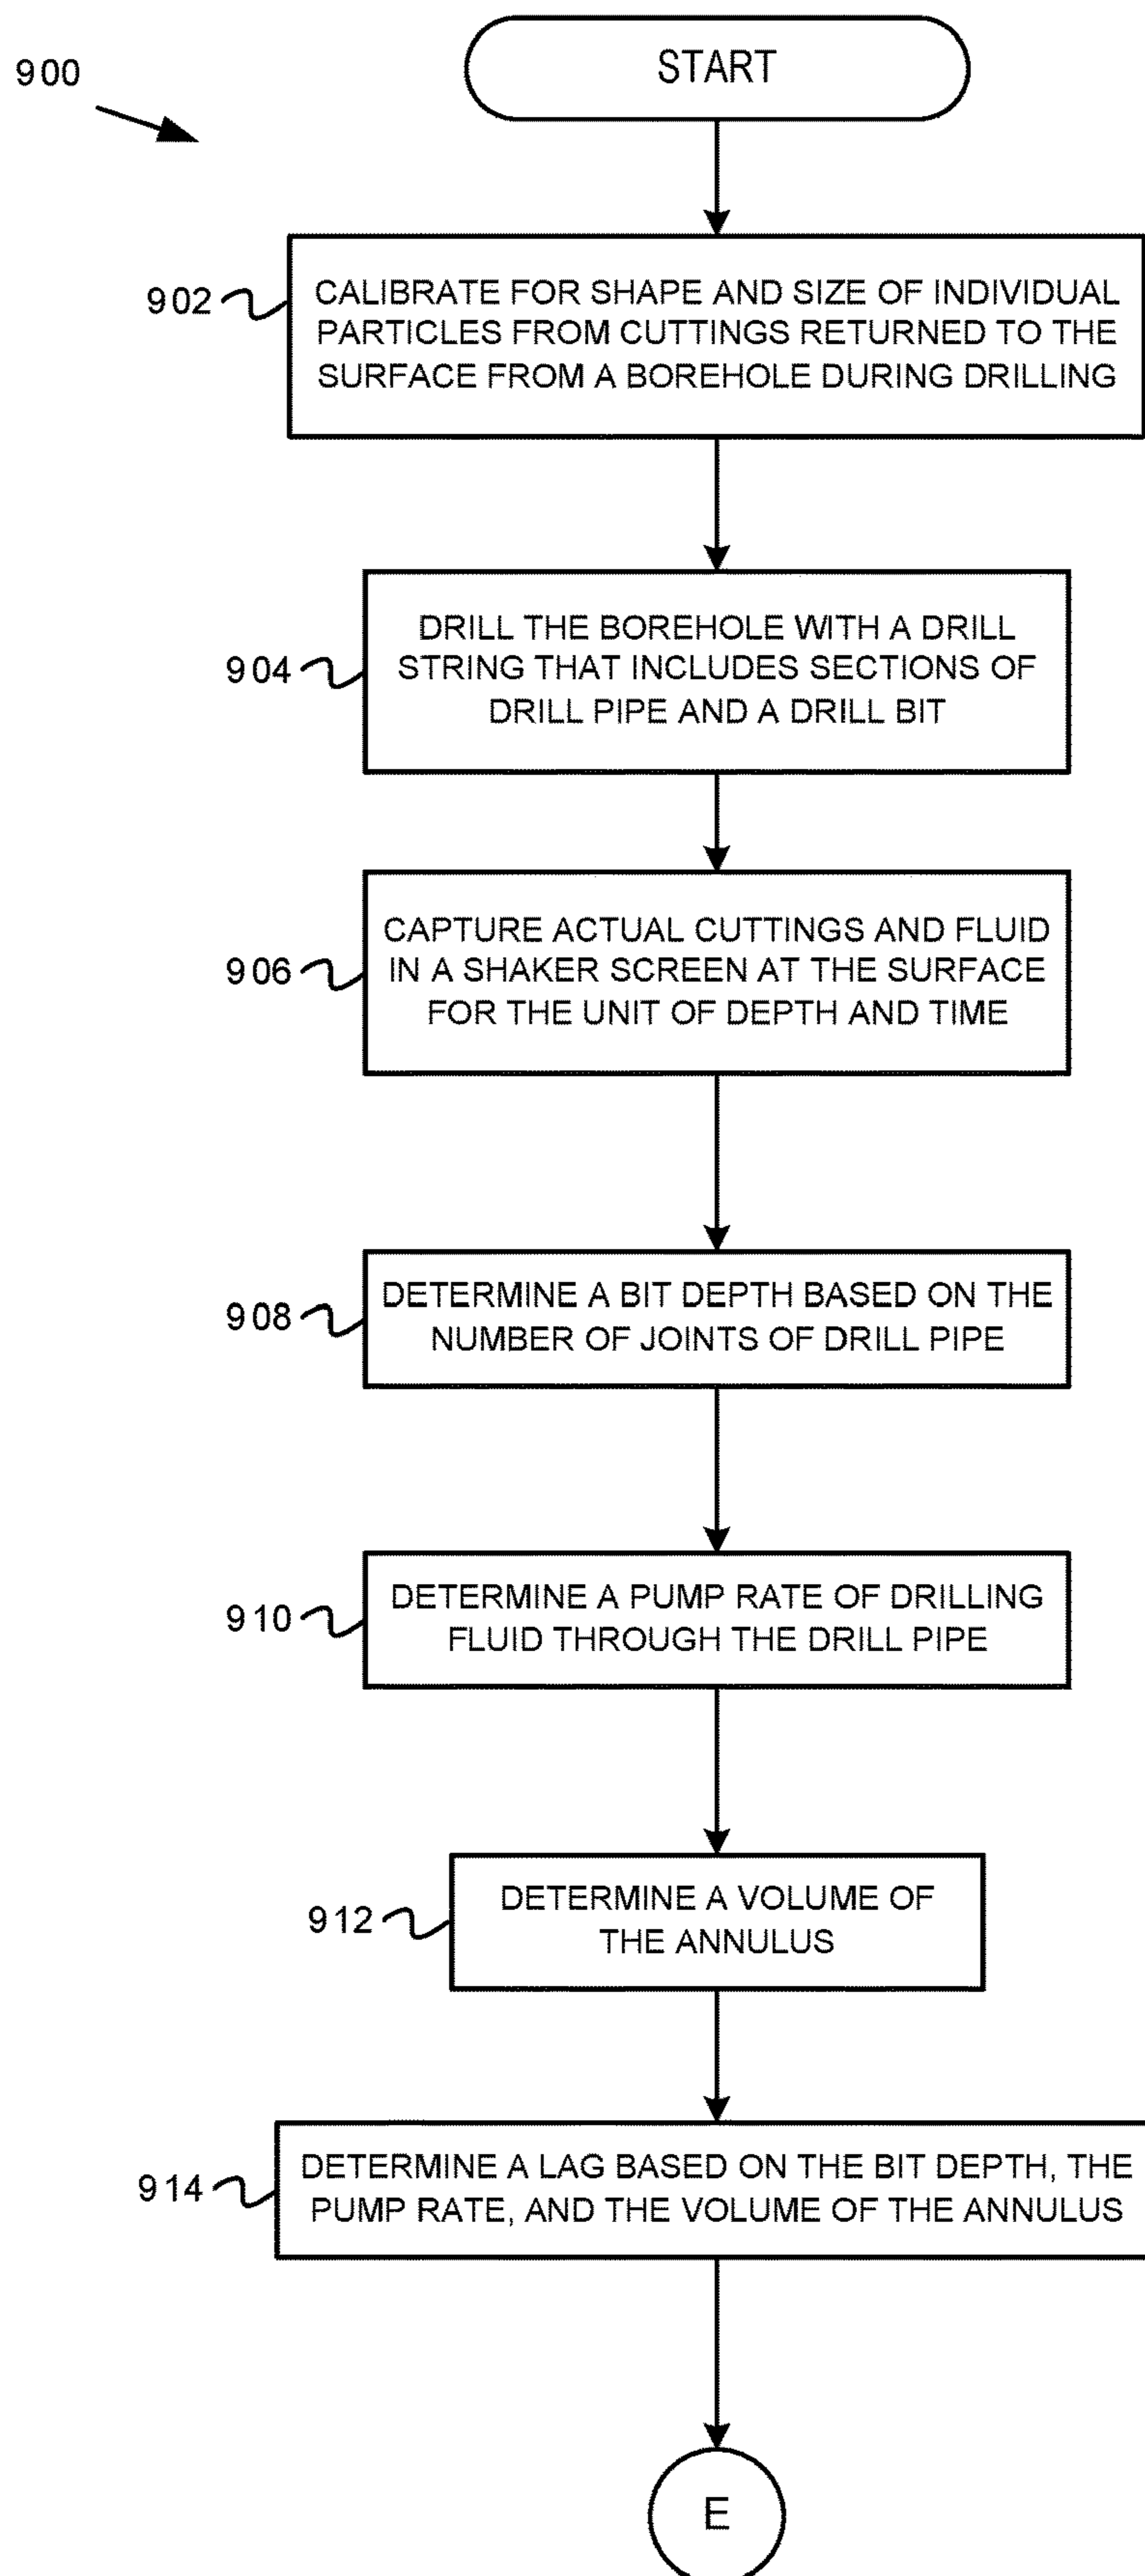 900
START
902
CALIBRATE FOR SHAPE AND SIZE OF INDIVIDUAL
PARTICLES FROM CUTTINGS RETURNED TO THE
SURFACE FROM A BOREHOLE DURING DRILLING
904
DRILL THE BOREHOLE WITH A DRILL
STRING THAT INCLUDES SECTIONS OF
DRILL PIPE AND A DRILL BIT
906
CAPTURE ACTUAL CUTTINGS AND FLUID
IN A SHAKER SCREEN AT THE SURFACE
FOR THE UNIT OF DEPTH AND TIME
908
DETERMINE A BIT DEPTH BASED ON THE
NUMBER OF JOINTS OF DRILL PIPE
910
DETERMINE A PUMP RATE OF DRILLING
FLUID THROUGH THE DRILL PIPE
912
DETERMINE A VOLUME OF
THE ANNULUS
914
DETERMINE A LAG BASED ON THE BIT DEPTH, THE
PUMP RATE, AND THE VOLUME OF THE ANNULUS
E